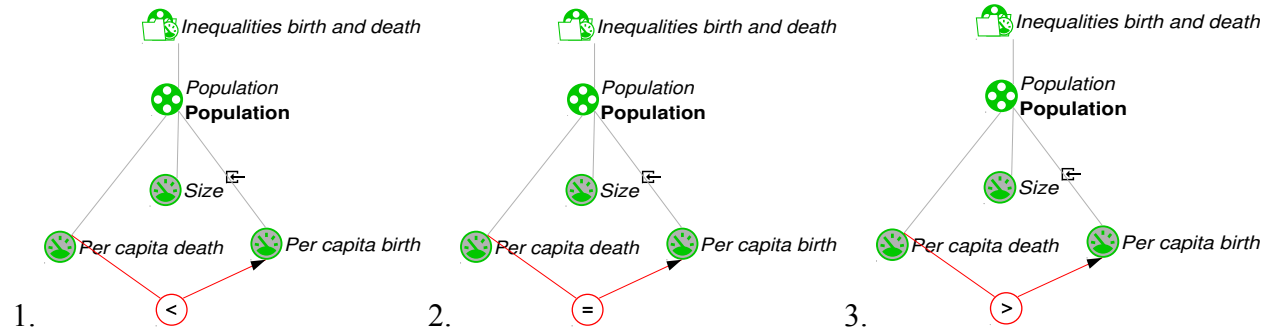 Inequalities birth and death
Population
Population
Size
Per capita death
Per capita birth
<
1.
Inequalities birth and death
Population
Population
Size
Per capita death
Per capita birth
=
2.
Inequalities birth and death
Population
Population
Size
Per capita death
Per capita birth
>
3.